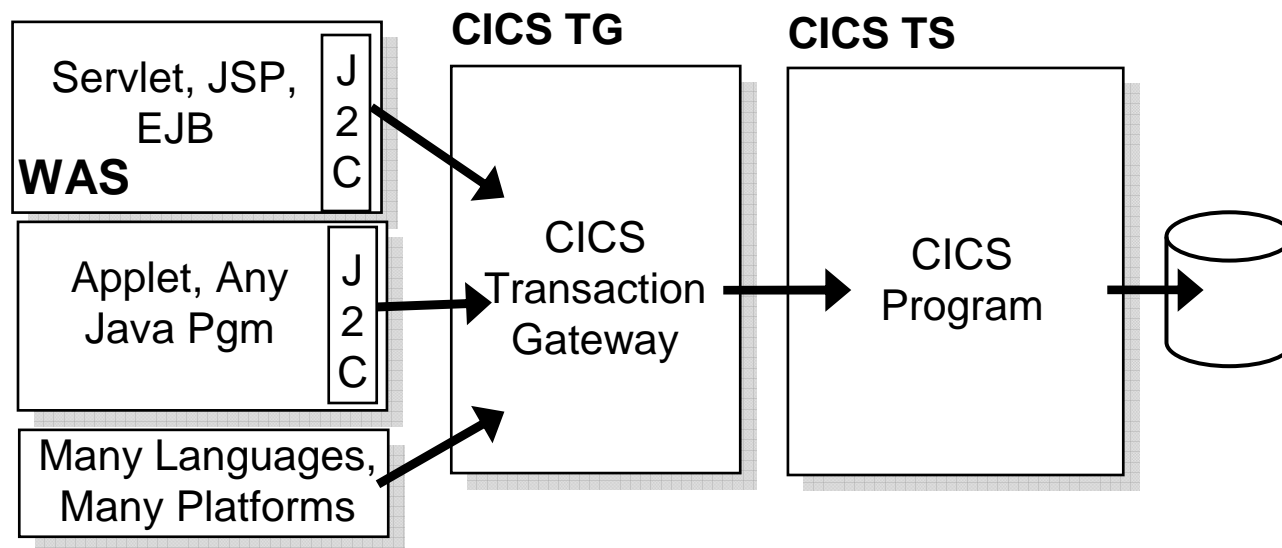 Servlet, JSP,
EJB
WAS
J
2
C
Applet, Any
Java Pgm
J
2
C
Many Languages,
Many Platforms
CICS TG
CICS
Transaction
Gateway
CICS TS
CICS
Program